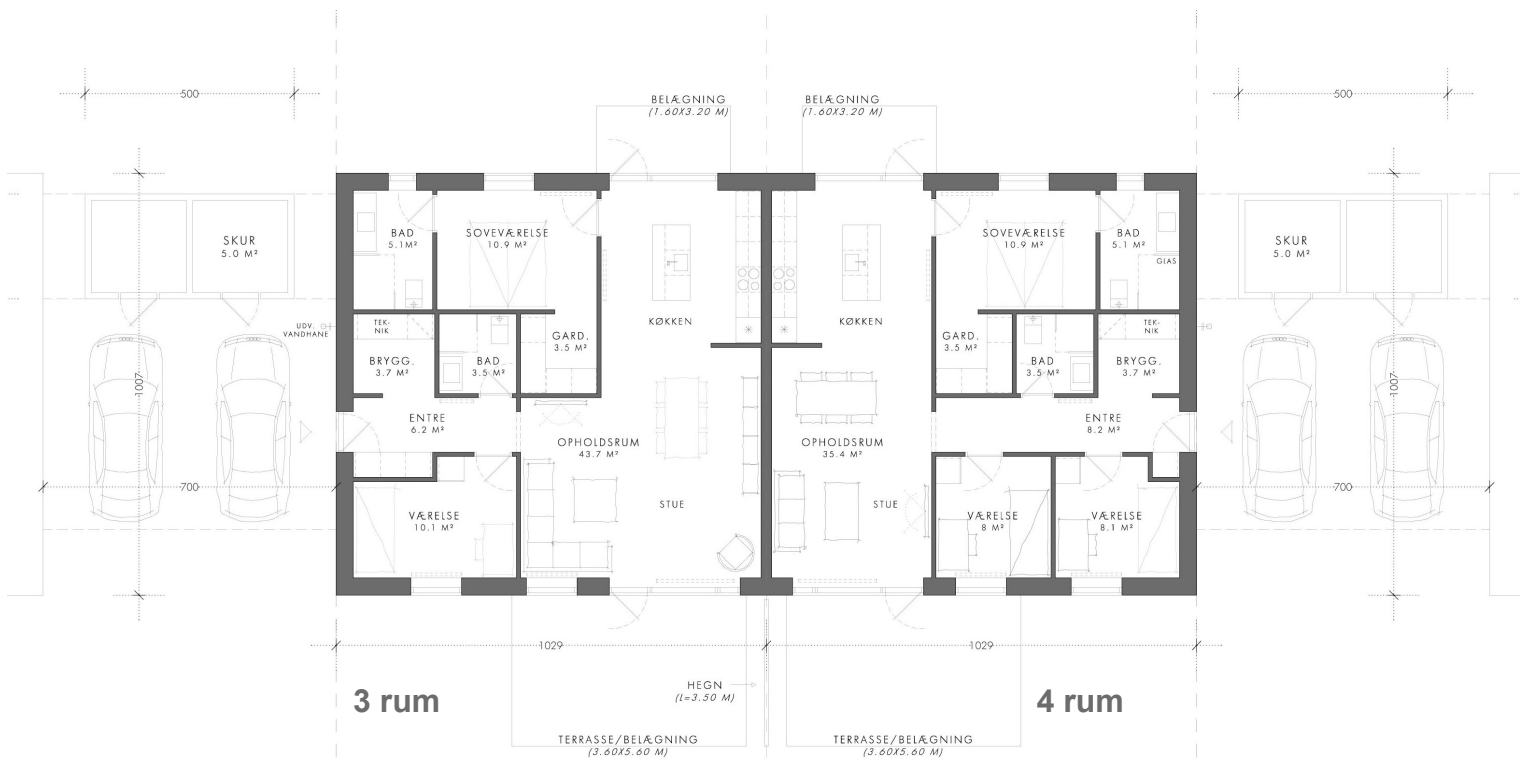 500
500
BELÆGNING
(1.60X3.20 M)
BELÆGNING
(1.60X3.20 M)
SKUR
5.0 M²
BAD
5.1M²
SOVEVÆRELSE
10.9 M²
SOVEVÆRELSE
10.9 M²
BAD
5.1 M²
GLAS
SKUR
5.0 M²
UDV.
VANDHANE
TEK-
NIK
KØKKEN
KØKKEN
TEK-
NIK
BRYGG.
3.7 M²
BAD
3.5 M²
GARD.
3.5 M²
GARD.
3.5 M²
BAD
3.5 M²
BRYGG.
3.7 M²
1007
1007
ENTRE
6.2 M²
ENTRE
8.2 M²
OPHOLDSRUM
43.7 M²
OPHOLDSRUM
35.4 M²
700
700
STUE
STUE
VÆRELSE
10.1 M²
VÆRELSE
8 M²
VÆRELSE
8.1 M²
1029
1029
3 rum
HEGN
(L=3.50 M)
4 rum
TERRASSE/BELÆGNING
(3.60X5.60 M)
TERRASSE/BELÆGNING
(3.60X5.60 M)